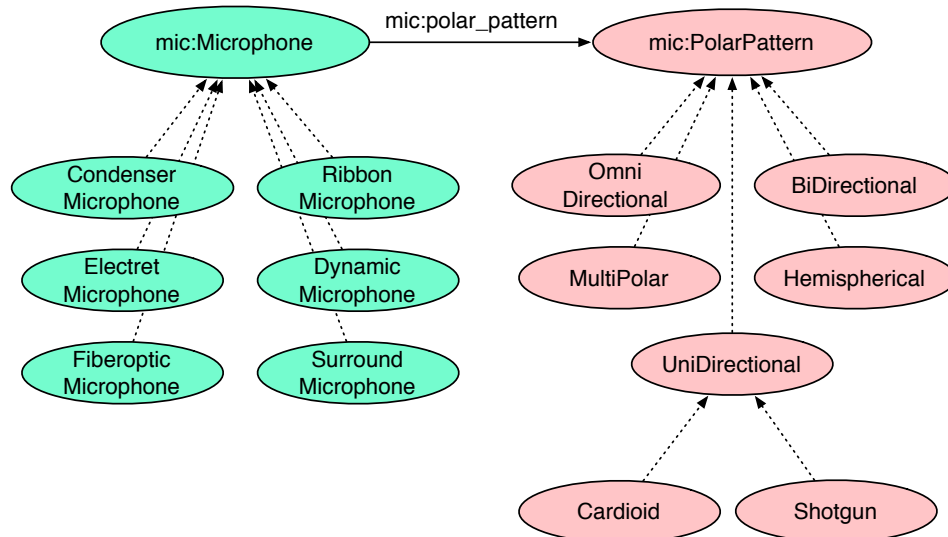 mic:polar_pattern
mic:Microphone
mic:PolarPattern
Condenser
Microphone
Ribbon
Microphone
Omni
Directional
BiDirectional
Electret
Microphone
Dynamic
Microphone
MultiPolar
Hemispherical
Fiberoptic
Microphone
Surround
Microphone
UniDirectional
Cardioid
Shotgun